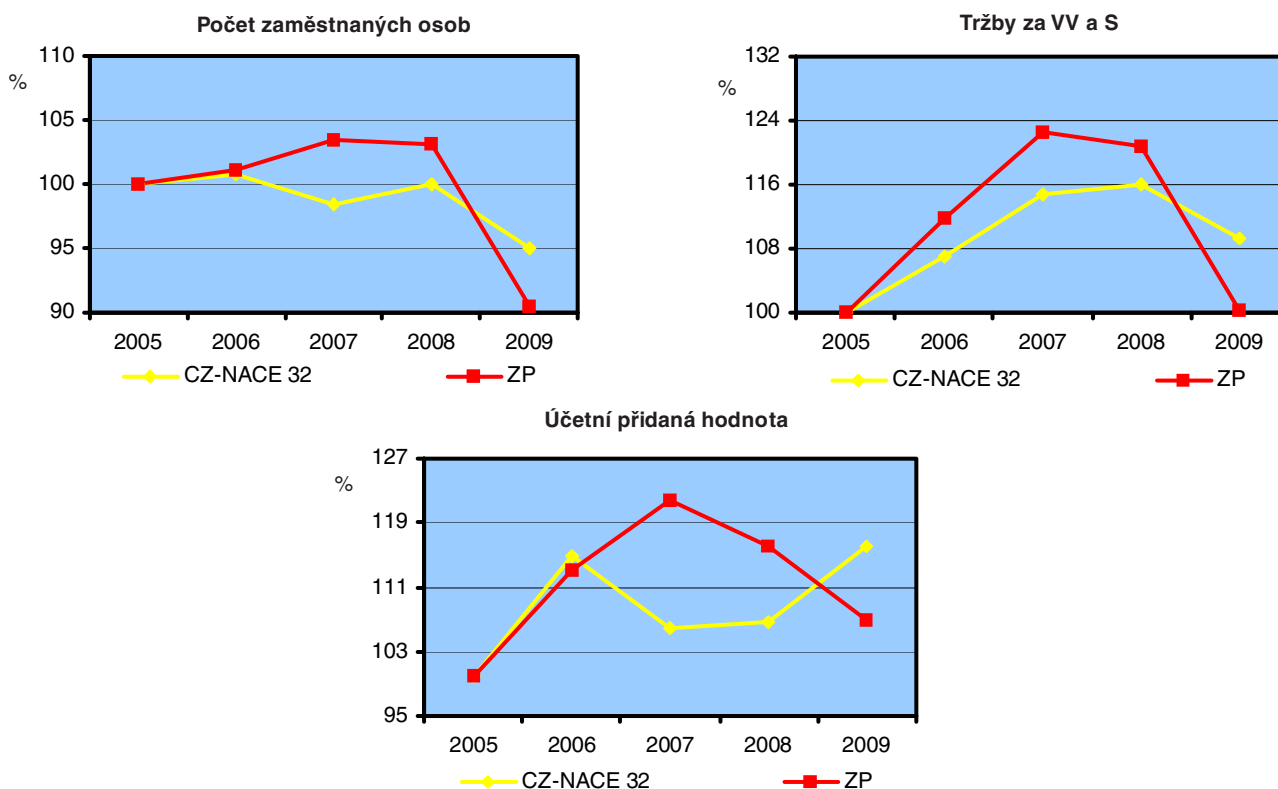 Počet zaměstnaných osob
%
110
105
100
95
90
2005 2006 2007 2008 2009
CZ-NACE 32 ZP
Tržby za VV a S
%
132
124
116
108
100
2005 2006 2007 2008 2009
CZ-NACE 32 ZP
Účetní přidaná hodnota
%
127
119
111
103
95
2005 2006 2007 2008 2009
CZ-NACE 32 ZP